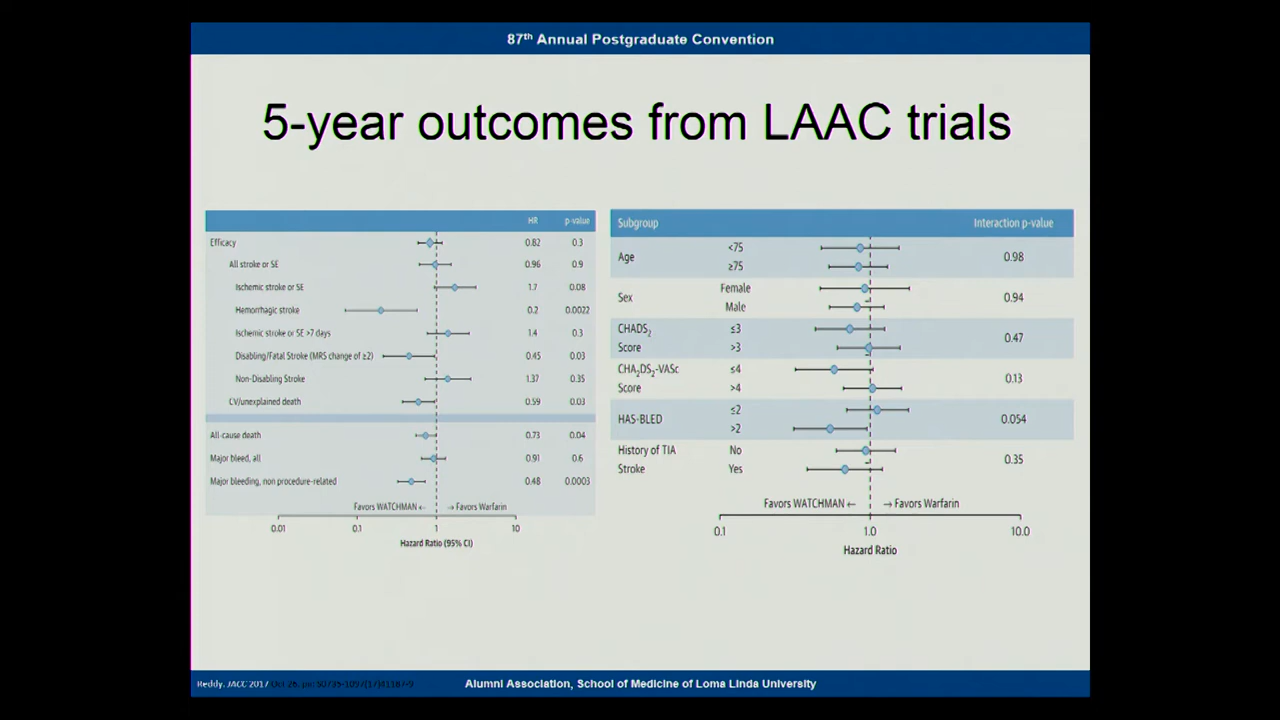 87th Annual Postgraduate Convention
5-year outcomes from LAAC trials
HR p-value
Efficacy 0.82 0.3
All stroke or SE 0.96 0.9
Ischemic stroke or SE 1.7 0.08
Hemorrhagic stroke 0.2 0.0022
Ischemic stroke or SE >7 days 1.4 0.3
Disabling/Fatal Stroke (MRS change of ≥2) 0.45 0.03
Non-Disabling Stroke 1.37 0.35
CV/unexplained death 0.59 0.03
All-cause death 0.73 0.04
Major bleed, all 0.91 0.6
Major bleeding, non procedure-related 0.48 0.0003
Favors WATCHMAN ← → Favors Warfarin
0.01 0.1 1 10
Hazard Ratio (95% CI)
Subgroup Interaction p-value
Age <75 0.98
≥75
Sex Female 0.94
Male
CHADS2 ≤3 0.47
Score >3
CHA2DS2-VASc ≤4 0.13
Score >4
HAS-BLED ≤2 0.054
>2
History of TIA No 0.35
Stroke Yes
Favors WATCHMAN ← → Favors Warfarin
0.1 1.0 10.0
Hazard Ratio
Reddy, JACC 2017
Alumni Association, School of Medicine of Loma Linda University